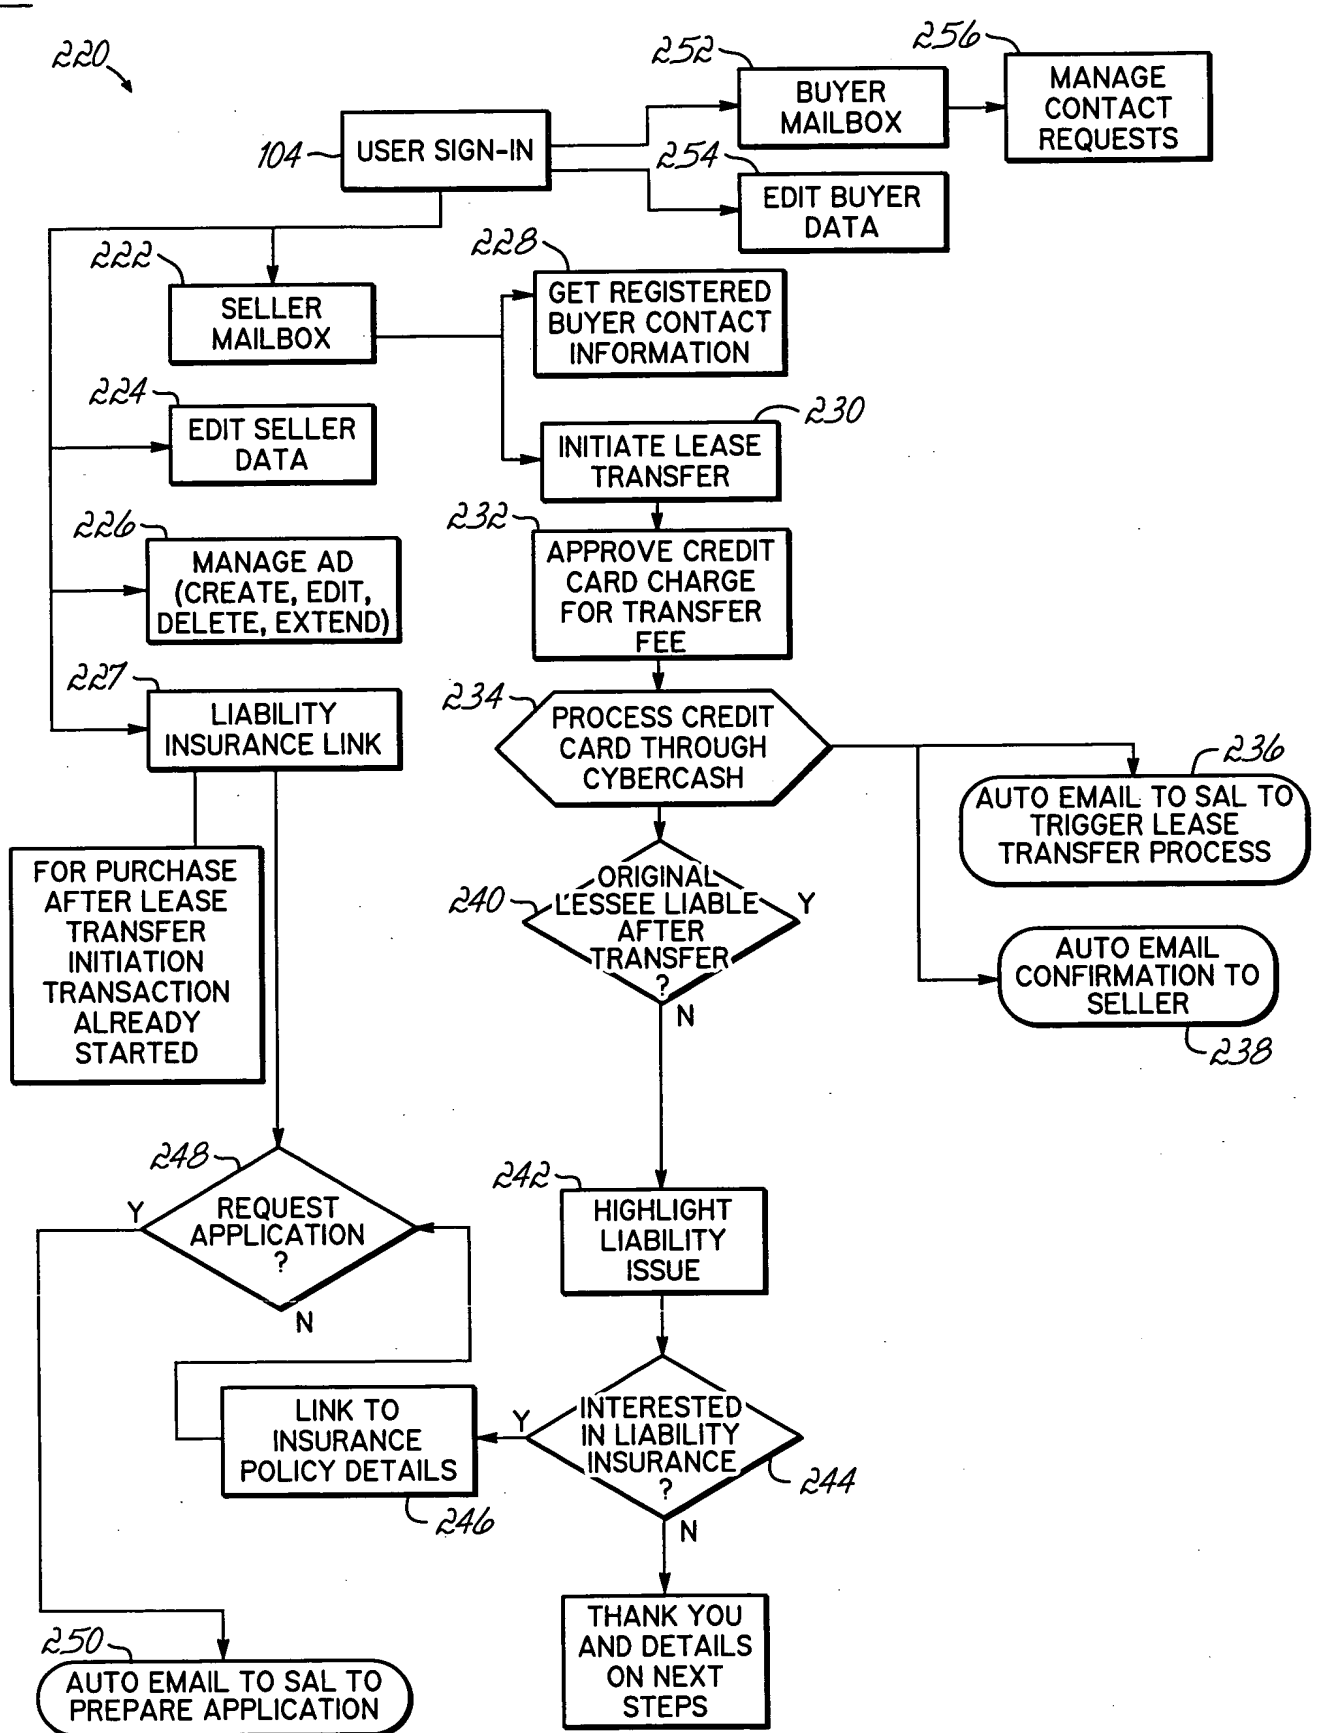 220
252
BUYER
MAILBOX
256
MANAGE
CONTACT
REQUESTS
104
USER SIGN-IN
254
EDIT BUYER
DATA
222
SELLER
MAILBOX
228
GET REGISTERED
BUYER CONTACT
INFORMATION
224
EDIT SELLER
DATA
230
INITIATE LEASE
TRANSFER
226
MANAGE AD
(CREATE, EDIT,
DELETE, EXTEND)
232
APPROVE CREDIT
CARD CHARGE
FOR TRANSFER
FEE
227
LIABILITY
INSURANCE LINK
234
PROCESS CREDIT
CARD THROUGH
CYBERCASH
236
AUTO EMAIL TO SAL TO
TRIGGER LEASE
TRANSFER PROCESS
FOR PURCHASE
AFTER LEASE
TRANSFER
INITIATION
TRANSACTION
ALREADY
STARTED
240
ORIGINAL
L'ESSEE LIABLE
AFTER
TRANSFER
?
Y
N
AUTO EMAIL
CONFIRMATION TO
SELLER
238
248
REQUEST
APPLICATION
?
Y
N
242
HIGHLIGHT
LIABILITY
ISSUE
LINK TO
INSURANCE
POLICY DETAILS
246
Y
INTERESTED
IN LIABILITY
INSURANCE
?
244
N
THANK YOU
AND DETAILS
ON NEXT
STEPS
250
AUTO EMAIL TO SAL TO
PREPARE APPLICATION